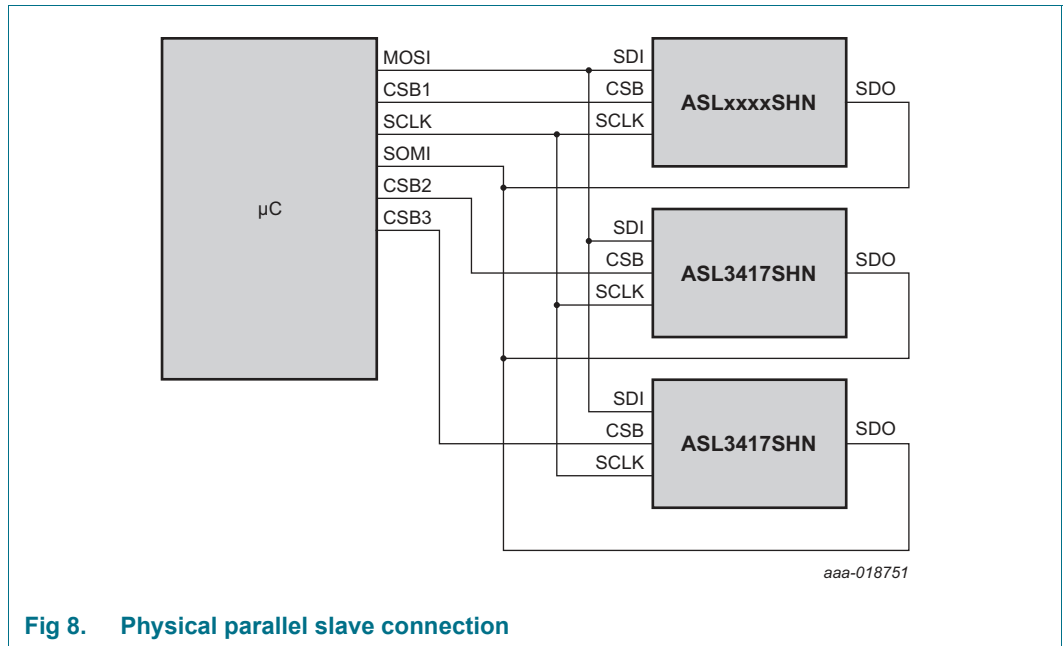 MOSI
CSB1
SCLK
SOMI
CSB2
CSB3
µC
SDI
CSB
SCLK
ASLxxxxSHN
SDO
SDI
CSB
SCLK
ASL3417SHN
SDO
SDI
CSB
SCLK
ASL3417SHN
SDO
aaa-018751
Fig 8. Physical parallel slave connection